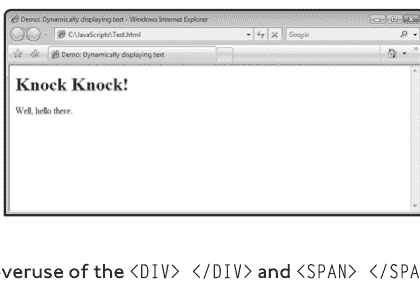 Demo: Dynamically displaying text - Windows Internet Explorer
C:\JavaScripts\Test.html
Google
Demo: Dynamically displaying text
Knock Knock!
Well, hello there.
veruse of the <DIV> </DIV> and <SPAN> </SPA